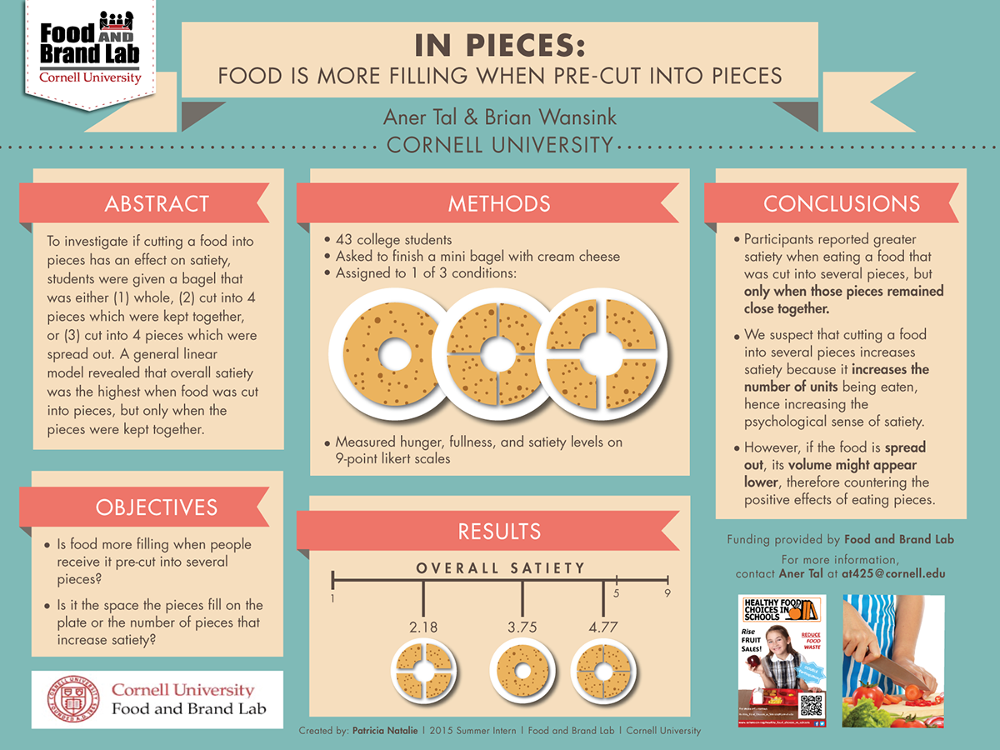 Food AND
Brand Lab
Cornell University
IN PIECES:
FOOD IS MORE FILLING WHEN PRE-CUT INTO PIECES
Aner Tal & Brian Wansink
CORNELL UNIVERSITY
ABSTRACT
To investigate if cutting a food into
pieces has an effect on satiety,
students were given a bagel that
was either (1) whole, (2) cut into 4
pieces which were kept together,
or (3) cut into 4 pieces which were
spread out. A general linear
model revealed that overall satiety
was the highest when food was cut
into pieces, but only when the
pieces were kept together.
OBJECTIVES
• Is food more filling when people
receive it pre-cut into several
pieces?
• Is it the space the pieces fill on the
plate or the number of pieces that
increase satiety?
Cornell University
Food and Brand Lab
METHODS
• 43 college students
• Asked to finish a mini bagel with cream cheese
• Assigned to 1 of 3 conditions:
• Measured hunger, fullness, and satiety levels on
9-point likert scales
RESULTS
OVERALL SATIETY
1 5 9
2.18 3.75 4.77
Created by: Patricia Natalie | 2015 Summer Intern | Food and Brand Lab | Cornell University
CONCLUSIONS
• Participants reported greater
satiety when eating a food that
was cut into several pieces, but
only when those pieces remained
close together.
• We suspect that cutting a food
into several pieces increases
satiety because it increases the
number of units being eaten,
hence increasing the
psychological sense of satiety.
• However, if the food is spread
out, its volume might appear
lower, therefore countering the
positive effects of eating pieces.
Funding provided by Food and Brand Lab
For more information,
contact Aner Tal at at425@cornell.edu
HEALTHY FOOD
CHOICES IN
SCHOOLS
Rise
FRUIT
SALES!
REDUCE
FOOD
WASTE
DOUBLE